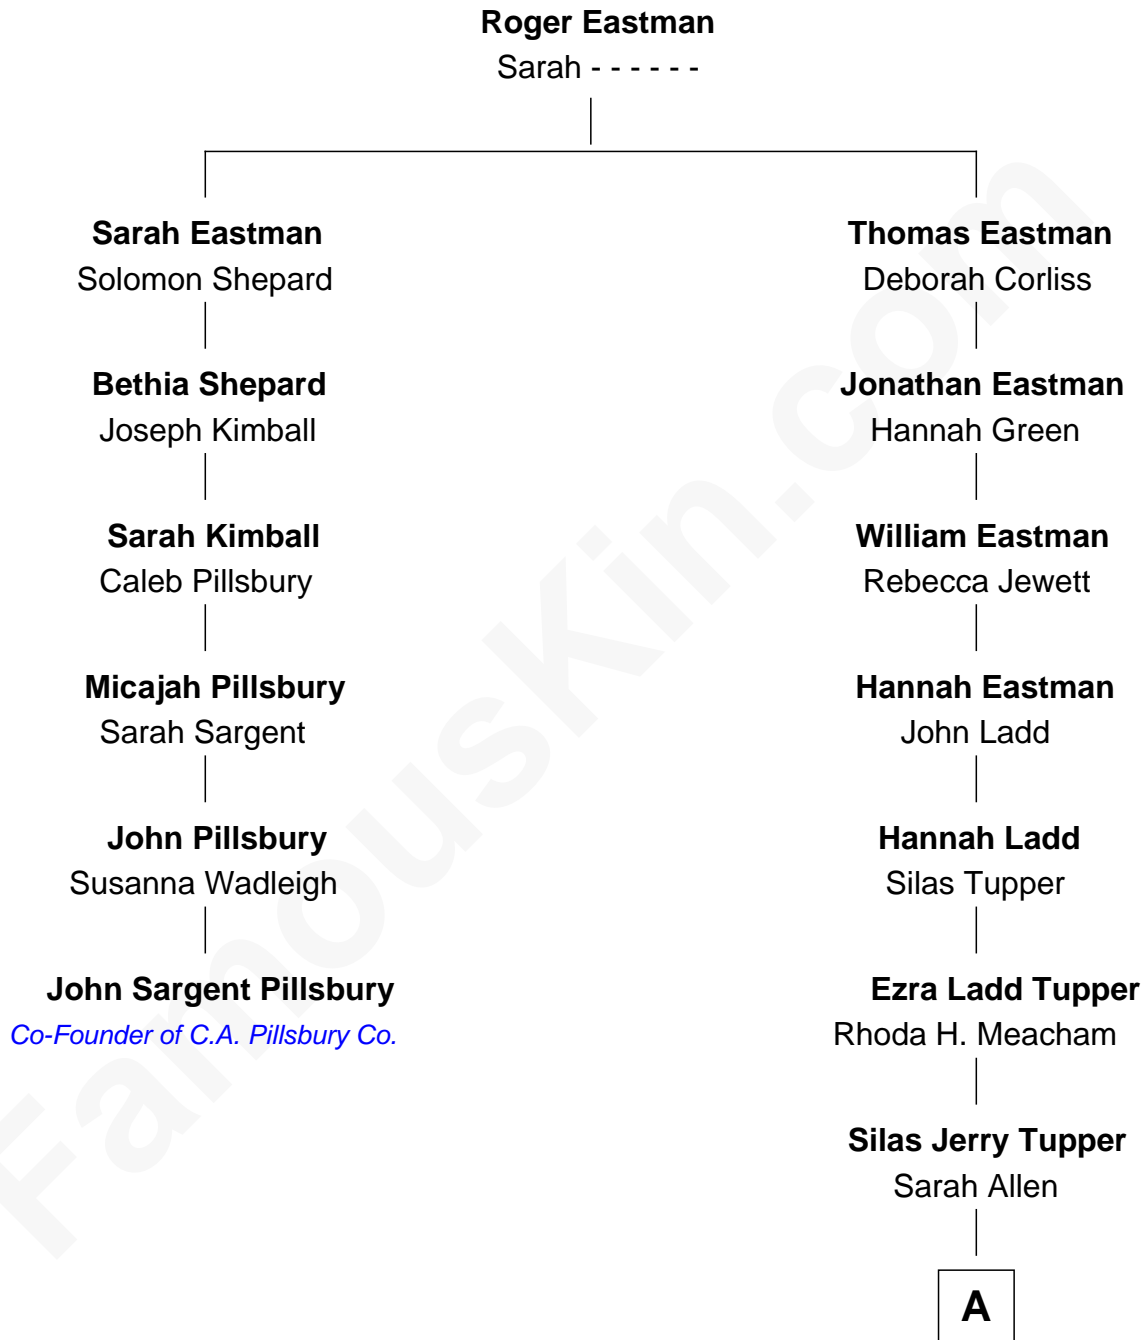 Roger Eastman
Sarah - - - - - -
Sarah Eastman
Solomon Shepard
Bethia Shepard
Joseph Kimball
Sarah Kimball
Caleb Pillsbury
Micajah Pillsbury
Sarah Sargent
John Pillsbury
Susanna Wadleigh
John Sargent Pillsbury
Co-Founder of C.A. Pillsbury Co.
Thomas Eastman
Deborah Corliss
Jonathan Eastman
Hannah Green
William Eastman
Rebecca Jewett
Hannah Eastman
John Ladd
Hannah Ladd
Silas Tupper
Ezra Ladd Tupper
Rhoda H. Meacham
Silas Jerry Tupper
Sarah Allen
A
FamousKin.com